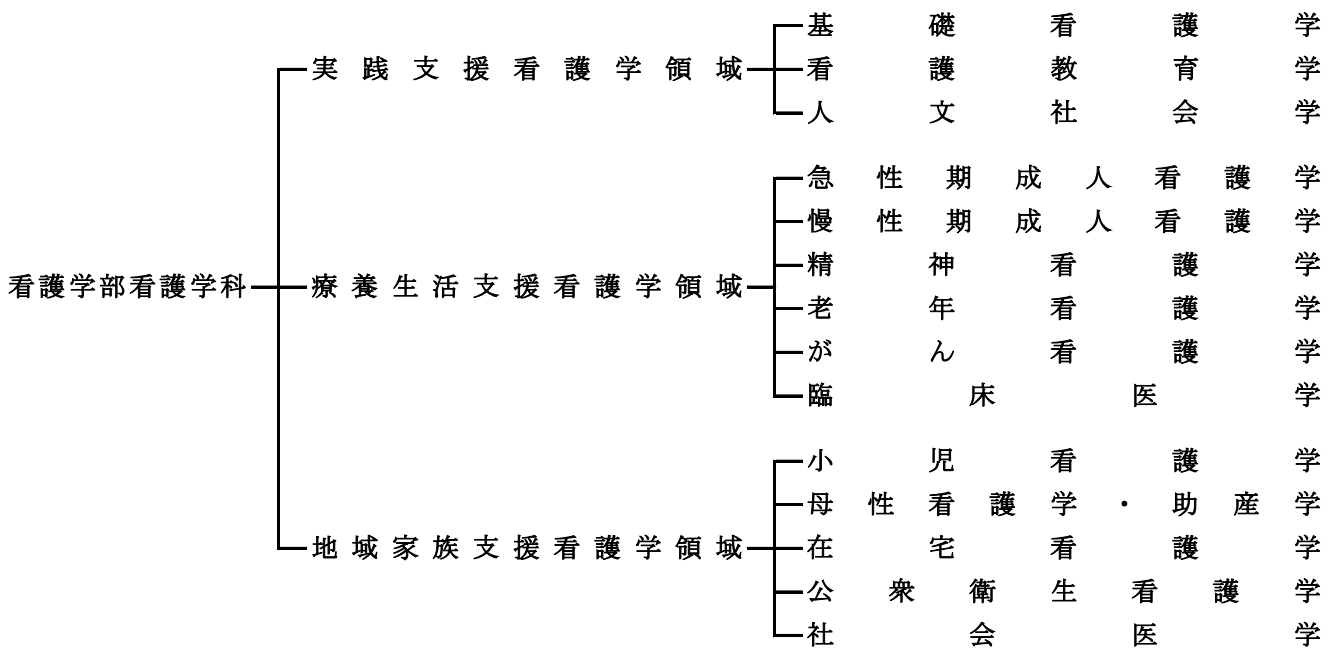 看護学部看護学科
実践支援看護学領域
基礎看護学
看護教育学
人文社会学
療養生活支援看護学領域
急性期成人看護学
慢性期成人看護学
精神看護学
老年看護学
がん看護学
臨床医学
地域家族支援看護学領域
小児看護学
母性看護学・助産学
在宅看護学
公衆衛生看護学
社会医学